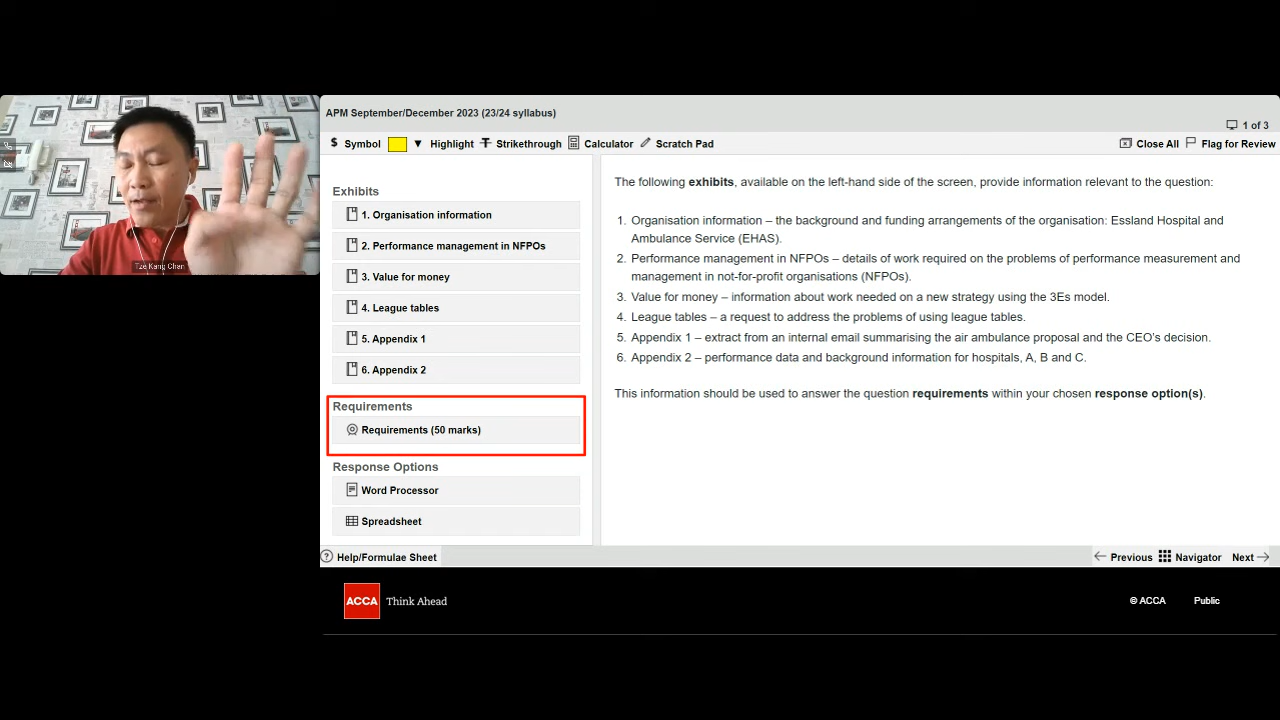 Tze Kang Chan
APM September/December 2023 (23/24 syllabus)
1 of 3
$ Symbol ▼ Highlight Strikethrough Calculator Scratch Pad Close All Flag for Review
Exhibits
1. Organisation information
2. Performance management in NFPOs
3. Value for money
4. League tables
5. Appendix 1
6. Appendix 2
Requirements
Requirements (50 marks)
Response Options
Word Processor
Spreadsheet
The following exhibits, available on the left-hand side of the screen, provide information relevant to the question:
1. Organisation information – the background and funding arrangements of the organisation: Essland Hospital and
Ambulance Service (EHAS).
2. Performance management in NFPOs – details of work required on the problems of performance measurement and
management in not-for-profit organisations (NFPOs).
3. Value for money – information about work needed on a new strategy using the 3Es model.
4. League tables – a request to address the problems of using league tables.
5. Appendix 1 – extract from an internal email summarising the air ambulance proposal and the CEO's decision.
6. Appendix 2 – performance data and background information for hospitals, A, B and C.
This information should be used to answer the question requirements within your chosen response option(s).
? Help/Formulae Sheet
Previous Navigator Next
ACCA Think Ahead
© ACCA Public